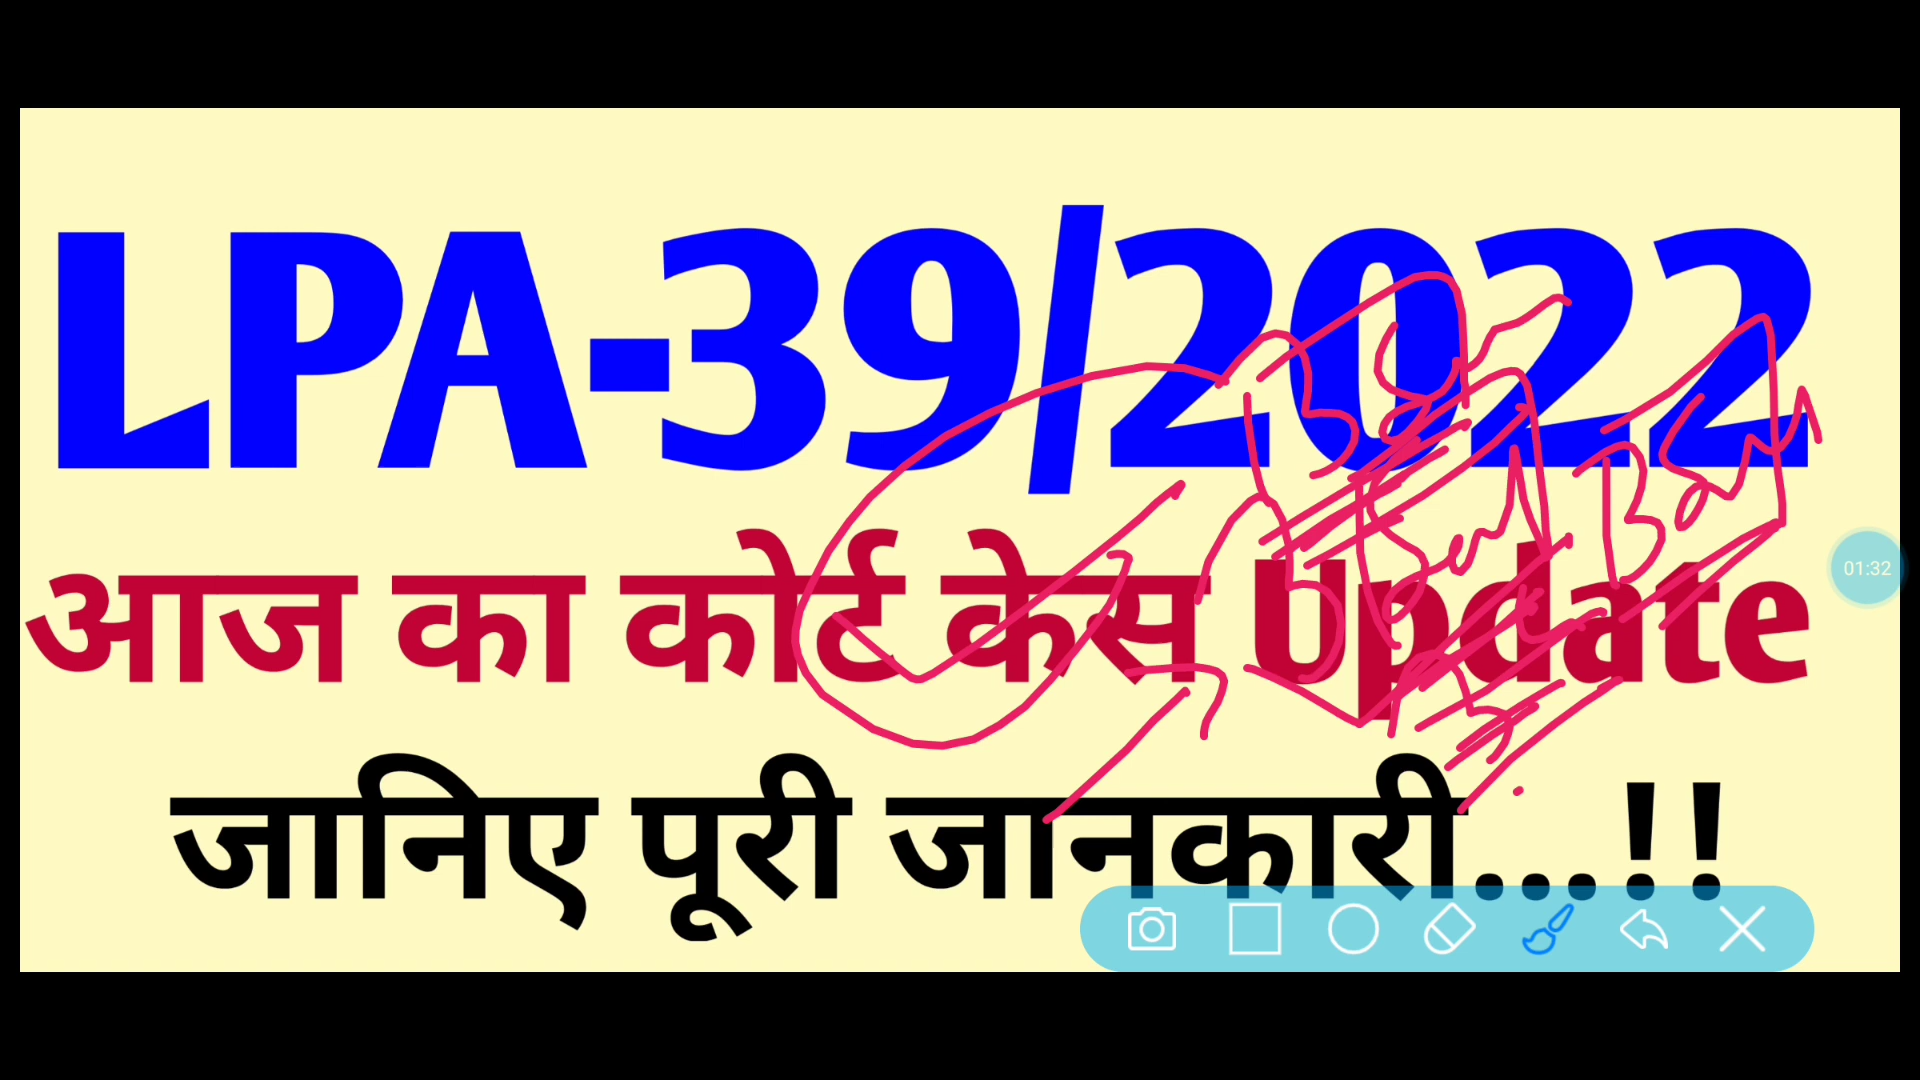 LPA-39/2022
आज का कोर्ट केस Update
जानिए पूरी जानकारी...!!
01:32